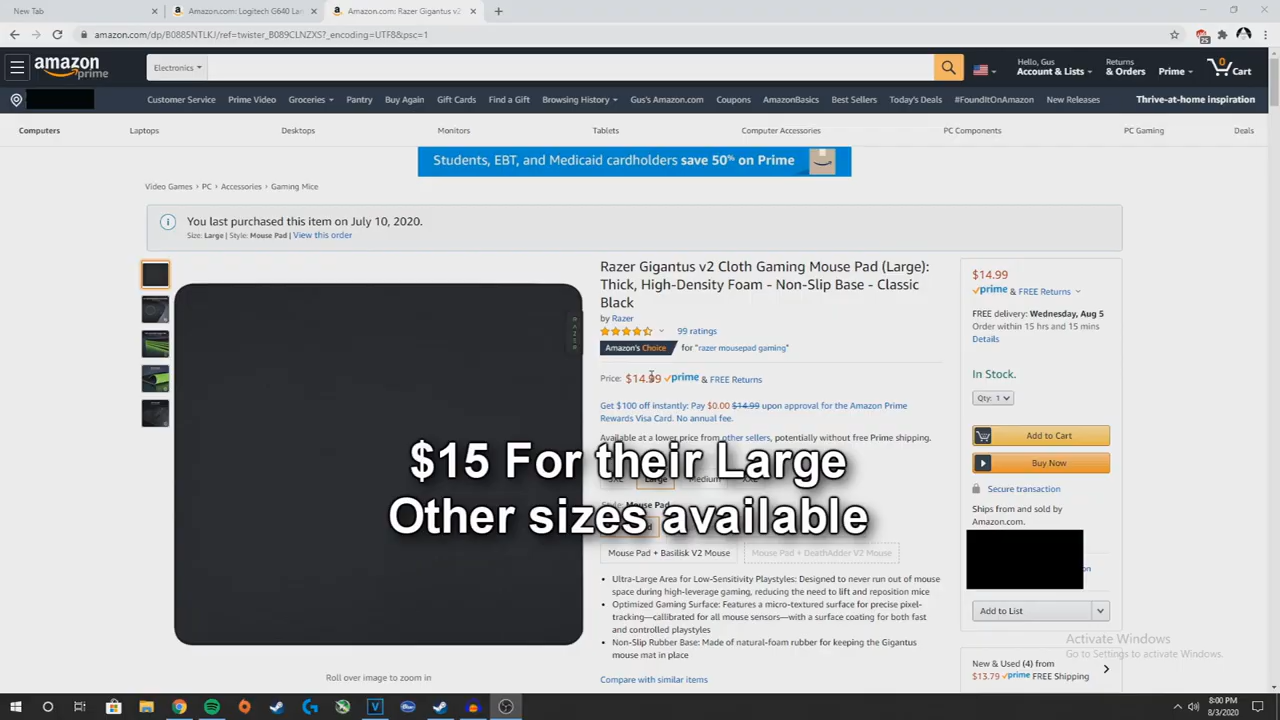 New Tab
Amazon.com: Logitech G640 Lar
Amazon.com: Razer Gigantus v2
amazon.com/dp/B0885NTLKJ/ref=twister_B089CLNZXS?_encoding=UTF8&psc=1
25
amazon prime
Electronics
Hello, Gus
Account & Lists
Returns
& Orders
Prime
0
Cart
Customer Service
Prime Video
Groceries
Pantry
Buy Again
Gift Cards
Find a Gift
Browsing History
Gus's Amazon.com
Coupons
AmazonBasics
Best Sellers
Today's Deals
#FoundItOnAmazon
New Releases
Thrive-at-home inspiration
Computers
Laptops
Desktops
Monitors
Tablets
Computer Accessories
PC Components
PC Gaming
Deals
Students, EBT, and Medicaid cardholders save 50% on Prime
Video Games › PC › Accessories › Gaming Mice
You last purchased this item on July 10, 2020.
Size: Large | Style: Mouse Pad | View this order
RAZER
Roll over image to zoom in
Razer Gigantus v2 Cloth Gaming Mouse Pad (Large):
Thick, High-Density Foam - Non-Slip Base - Classic
Black
by Razer
99 ratings
Amazon's Choice for "razer mousepad gaming"
Price: $14.99 prime & FREE Returns
Get $100 off instantly: Pay $0.00 $14.99 upon approval for the Amazon Prime
Rewards Visa Card. No annual fee.
Available at a lower price from other sellers, potentially without free Prime shipping.
3XL Large Medium XXL
Style: Mouse Pad
$15 For their Large
Other sizes available
Mouse Pad + Basilisk V2 Mouse
Mouse Pad + DeathAdder V2 Mouse
• Ultra-Large Area for Low-Sensitivity Playstyles: Designed to never run out of mouse
space during high-leverage gaming, reducing the need to lift and reposition mice
• Optimized Gaming Surface: Features a micro-textured surface for precise pixel-
tracking—callibrated for all mouse sensors—with a surface coating for both fast
and controlled playstyles
• Non-Slip Rubber Base: Made of natural-foam rubber for keeping the Gigantus
mouse mat in place
Compare with similar items
$14.99
prime & FREE Returns
FREE delivery: Wednesday, Aug 5
Order within 15 hrs and 15 mins
Details
In Stock.
Qty: 1
Add to Cart
Buy Now
Secure transaction
Ships from and sold by
Amazon.com.
on
Add to List
Activate Windows
Go to Settings to activate Windows.
New & Used (4) from
$13.79 prime FREE Shipping
8:00 PM
8/3/2020